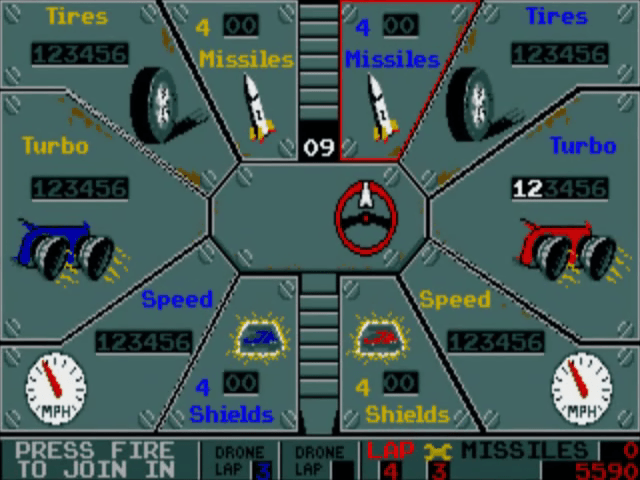 Tires
123456
4 00
Missiles
4 00
Missiles
Tires
123456
09
Turbo
123456
Turbo
123456
Speed
123456
MPH
4 00
Shields
4 00
Shields
Speed
123456
MPH
PRESS FIRE
TO JOIN IN
DRONE
LAP 3
DRONE
LAP
LAP
4
3
MISSILES 0
5590